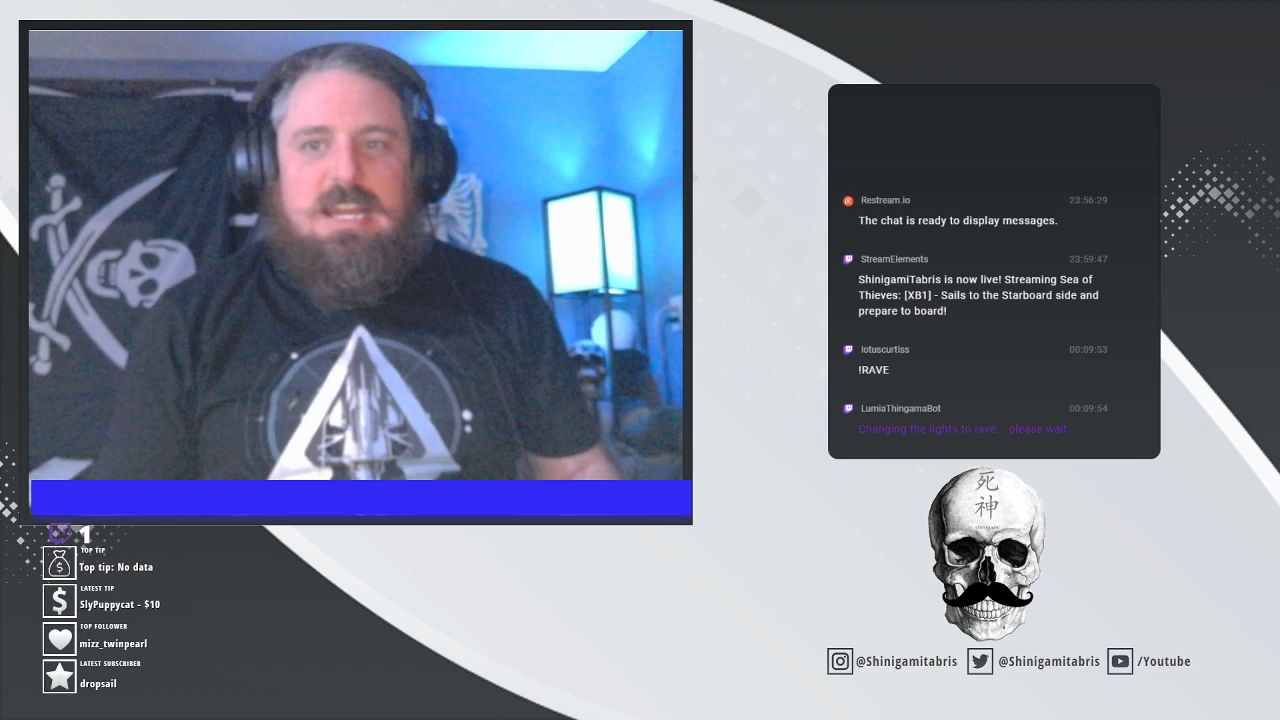 Restream.io 23:56:29
The chat is ready to display messages.
StreamElements 23:59:47
ShinigamiTabris is now live! Streaming Sea of
Thieves: [XB1] - Sails to the Starboard side and
prepare to board!
lotuscurtiss 00:09:53
!RAVE
LumiaThingamaBot 00:09:54
Changing the lights to rave... please wait
死
神
shinigami
1
TOP TIP
Top tip: No data
LATEST TIP
SlyPuppycat - $10
TOP FOLLOWER
mizz_twinpearl
LATEST SUBSCRIBER
dropsail
@Shinigamitabris @Shinigamitabris /Youtube